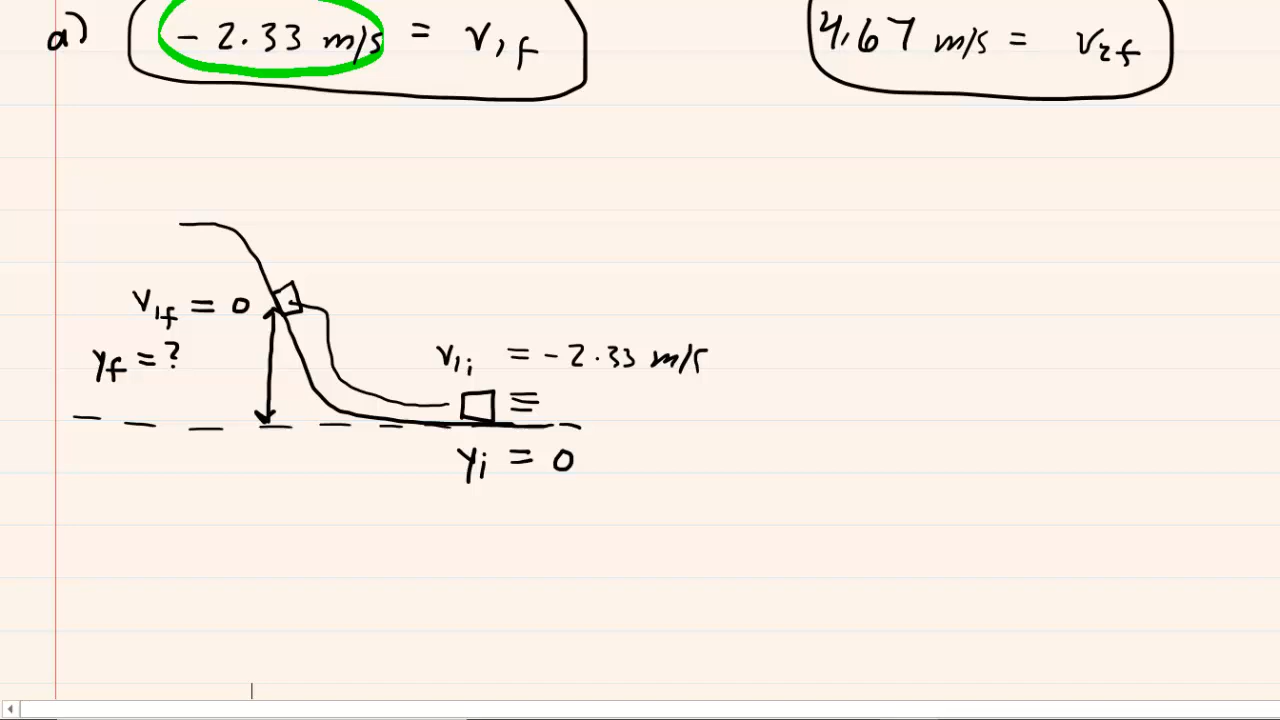 a) -2.33 m/s = v1f 4.67 m/s = v2f
v1f = 0
yf = ?
v1i = -2.33 m/s
yi = 0